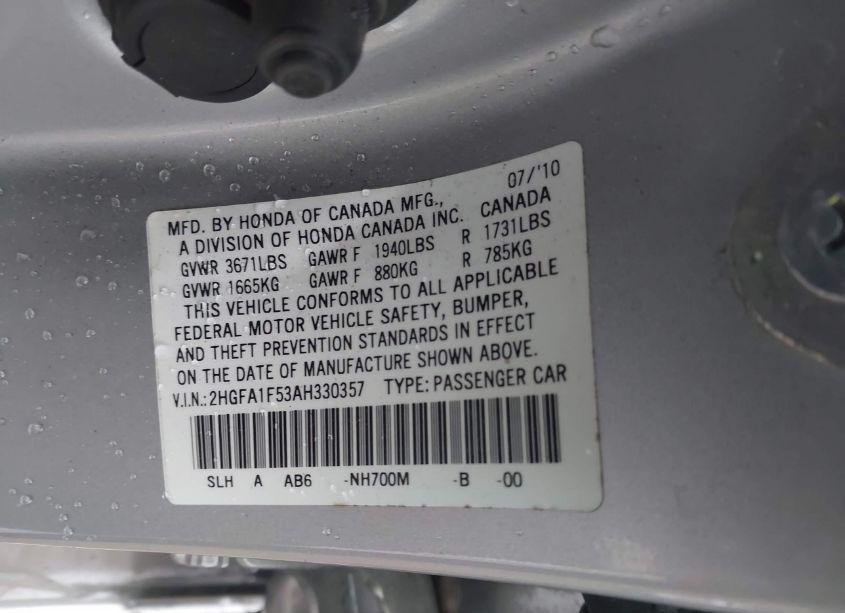 07/'10
MFD. BY HONDA OF CANADA MFG., CANADA
A DIVISION OF HONDA CANADA INC.
GVWR 3671LBS GAWR F 1940LBS R 1731LBS
GVWR 1665KG GAWR F 880KG R 785KG
THIS VEHICLE CONFORMS TO ALL APPLICABLE
FEDERAL MOTOR VEHICLE SAFETY, BUMPER,
AND THEFT PREVENTION STANDARDS IN EFFECT
ON THE DATE OF MANUFACTURE SHOWN ABOVE.
V.I.N.:2HGFA1F53AH330357 TYPE: PASSENGER CAR
SLH A AB6 -NH700M -B -00